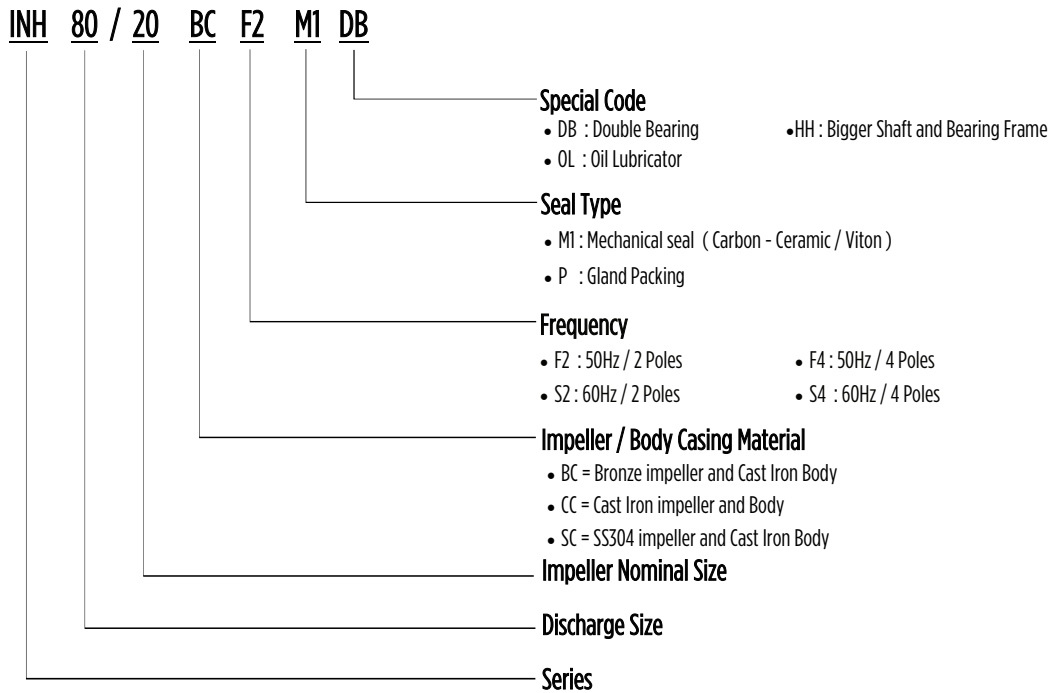 INH 80 / 20 BC F2 M1 DB
Special Code
• DB : Double Bearing •HH : Bigger Shaft and Bearing Frame
• OL : Oil Lubricator
Seal Type
• M1 : Mechanical seal ( Carbon - Ceramic / Viton )
• P : Gland Packing
Frequency
• F2 : 50Hz / 2 Poles • F4 : 50Hz / 4 Poles
• S2 : 60Hz / 2 Poles • S4 : 60Hz / 4 Poles
Impeller / Body Casing Material
• BC = Bronze impeller and Cast Iron Body
• CC = Cast Iron impeller and Body
• SC = SS304 impeller and Cast Iron Body
Impeller Nominal Size
Discharge Size
Series